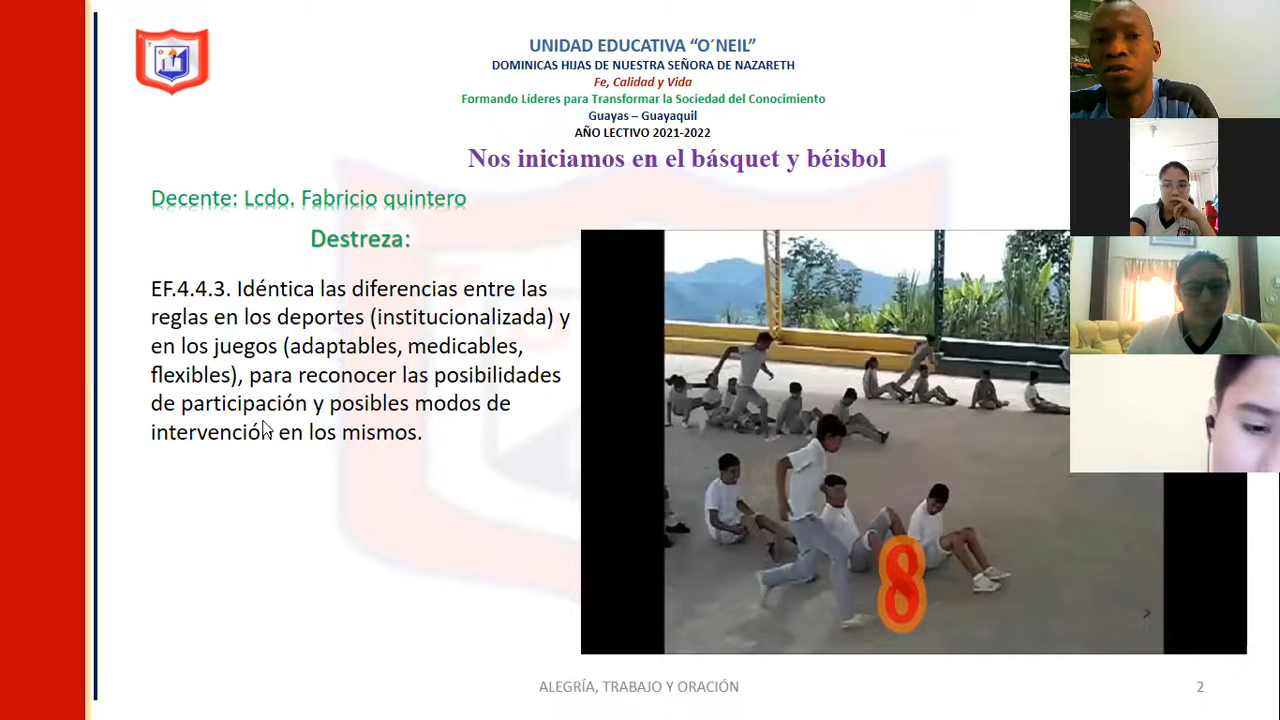 UNIDAD EDUCATIVA “O´NEIL”
DOMINICAS HIJAS DE NUESTRA SEÑORA DE NAZARETH
Fe, Calidad y Vida
Formando Líderes para Transformar la Sociedad del Conocimiento
Guayas – Guayaquil
AÑO LECTIVO 2021-2022
Nos iniciamos en el básquet y béisbol
Decente: Lcdo. Fabricio quintero
Destreza:
EF.4.4.3. Idéntica las diferencias entre las
reglas en los deportes (institucionalizada) y
en los juegos (adaptables, medicables,
flexibles), para reconocer las posibilidades
de participación y posibles modos de
intervención en los mismos.
8
ALEGRÍA, TRABAJO Y ORACIÓN
2